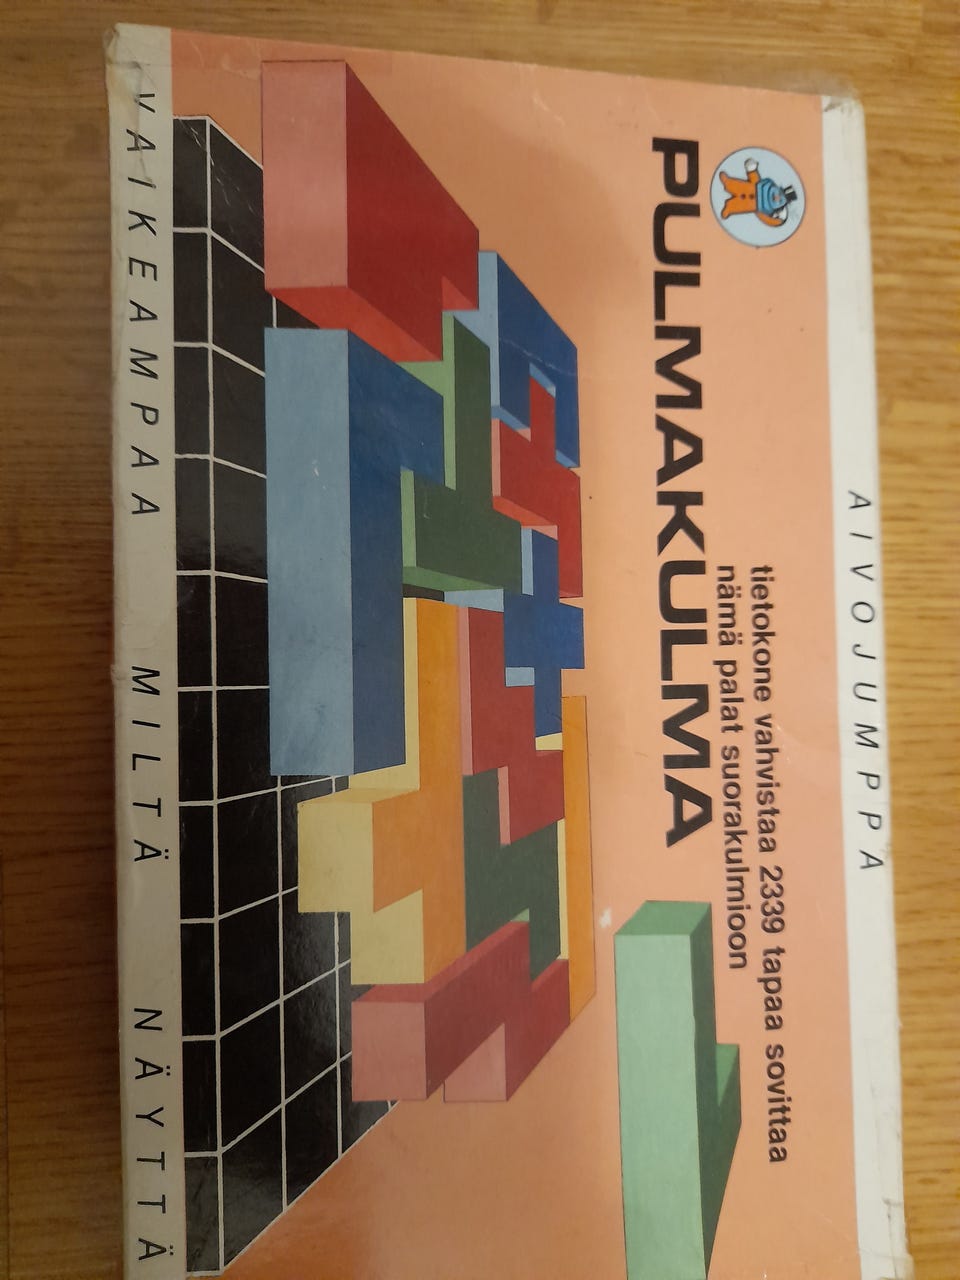 AIVOJUMPPA
tietokone vahvistaa 2339 tapaa sovittaa
nämä palat suorakulmioon
PULMAKULMA
VAIKEAMPAA MILTÄ NÄYTTÄ